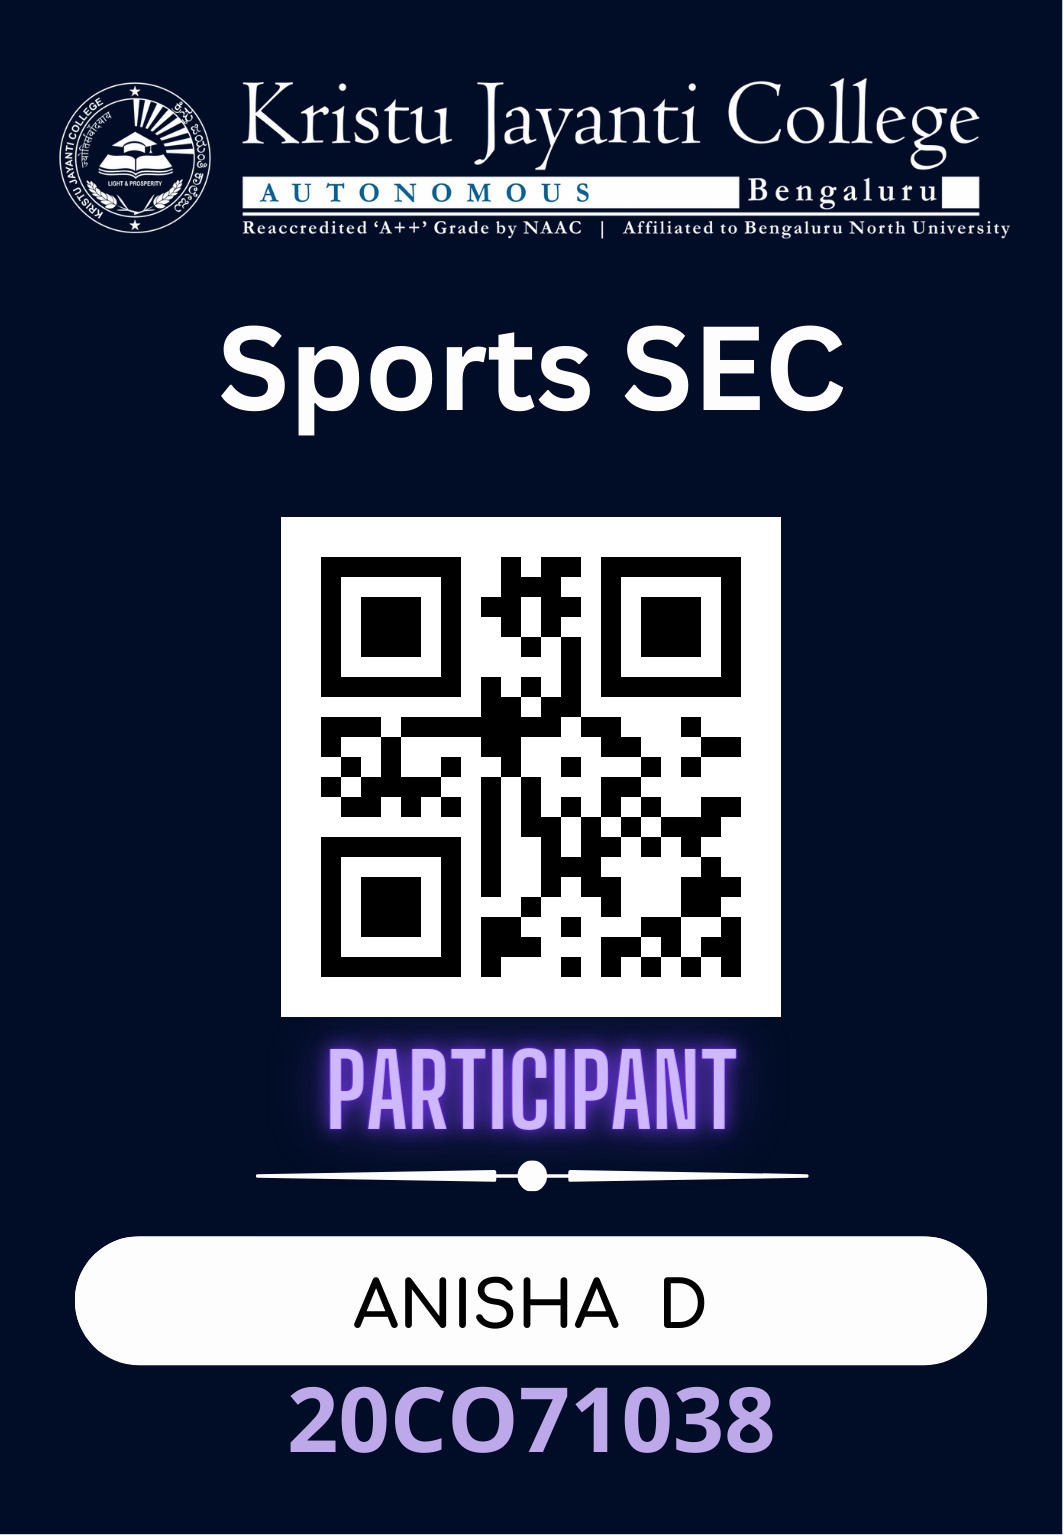 KRISTU JAYANTI COLLEGE
ಕ್ರಿಸ್ತು ಜಯಂತಿ ಕಾಲೇಜು
LIGHT & PROSPERITY
Kristu Jayanti College
AUTONOMOUS Bengaluru
Reaccredited ‘A++’ Grade by NAAC | Affiliated to Bengaluru North University
Sports SEC
PARTICIPANT
ANISHA D
20CO71038